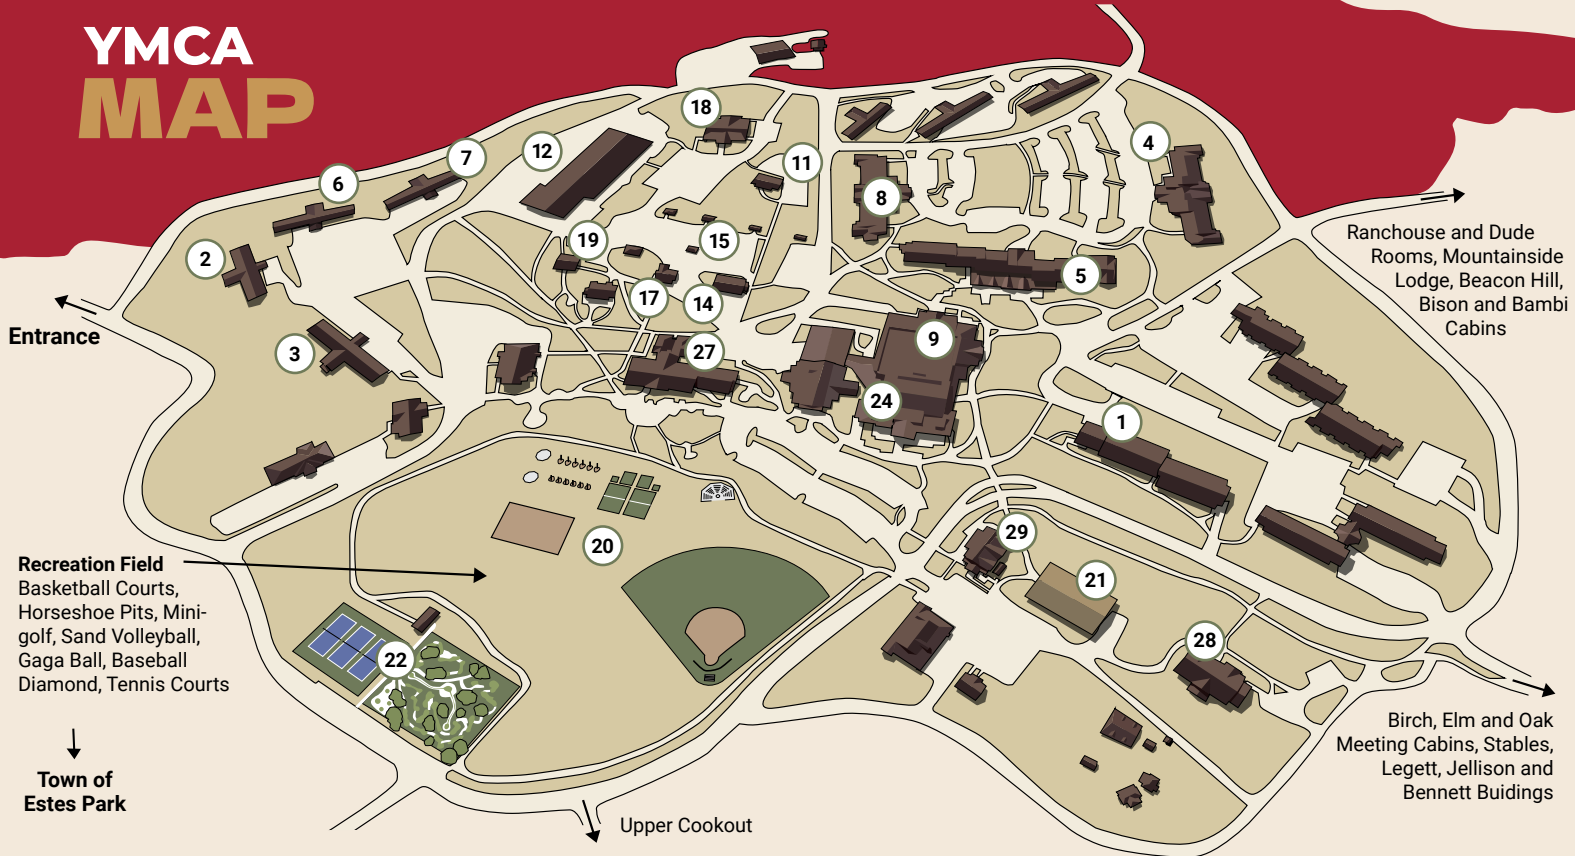 YMCA
MAP
18
7
12
11
4
6
8
2
19
15
5
17
14
3
27
9
24
1
29
20
21
22
28
Entrance
Ranchouse and Dude
Rooms, Mountainside
Lodge, Beacon Hill,
Bison and Bambi
Cabins
Recreation Field
Basketball Courts,
Horseshoe Pits, Mini-
golf, Sand Volleyball,
Gaga Ball, Baseball
Diamond, Tennis Courts
Town of
Estes Park
Upper Cookout
Birch, Elm and Oak
Meeting Cabins, Stables,
Legett, Jellison and
Bennett Buidings